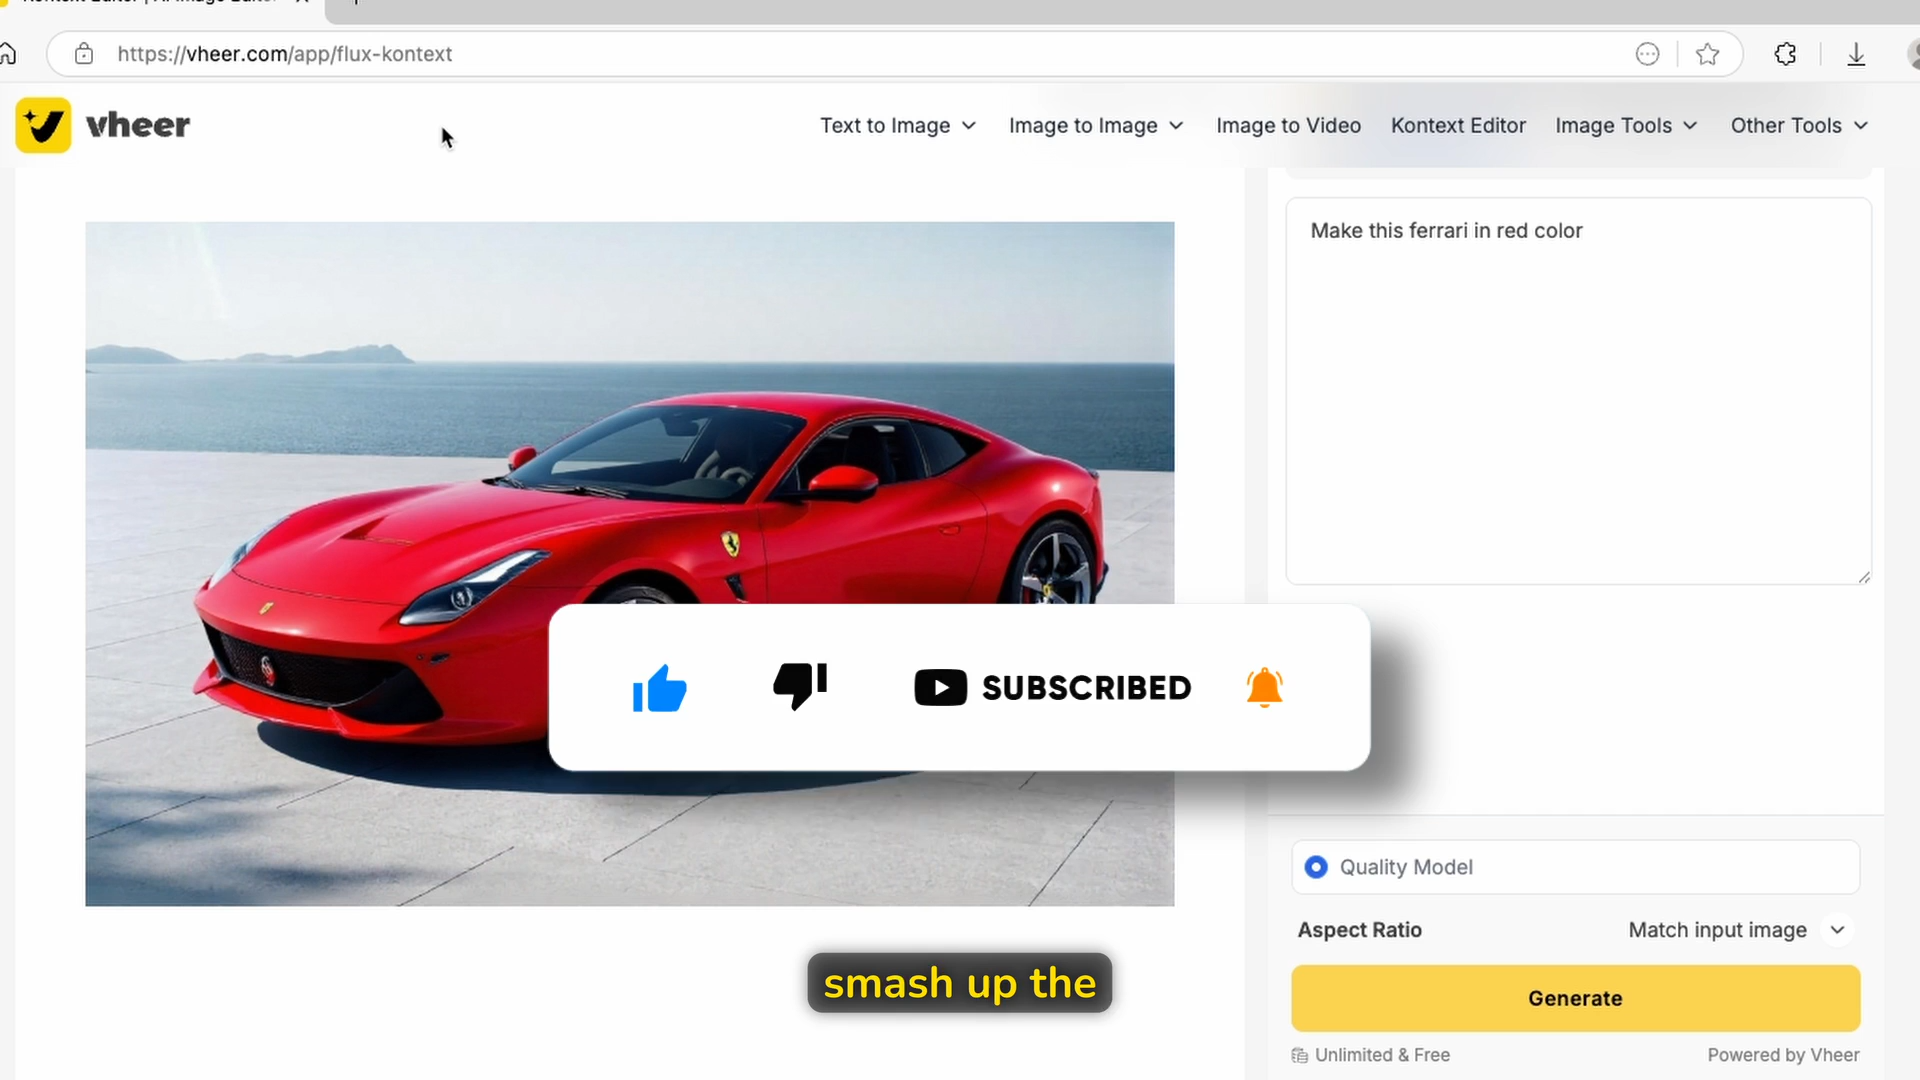 https://vheer.com/app/flux-kontext
vheer
Text to Image
Image to Image
Image to Video
Kontext Editor
Image Tools
Other Tools
Make this ferrari in red color
SUBSCRIBED
Quality Model
Aspect Ratio
Match input image
smash up the
Generate
Unlimited & Free
Powered by Vheer